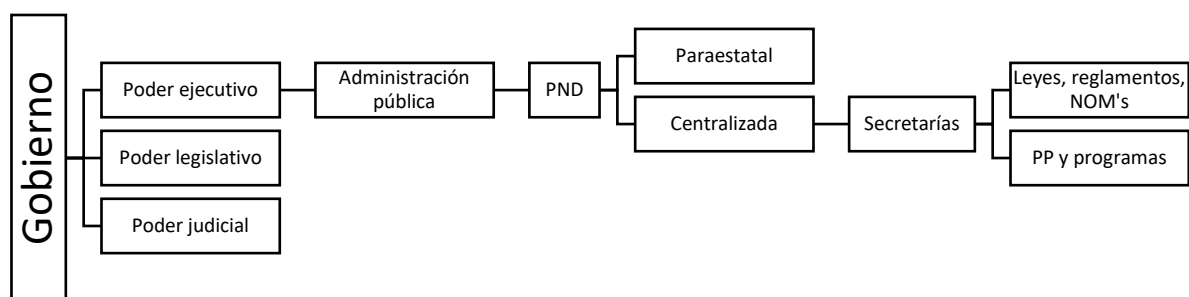 Gobierno
Poder ejecutivo
Poder legislativo
Poder judicial
Administración
pública
PND
Paraestatal
Centralizada
Secretarías
Leyes, reglamentos,
NOM's
PP y programas